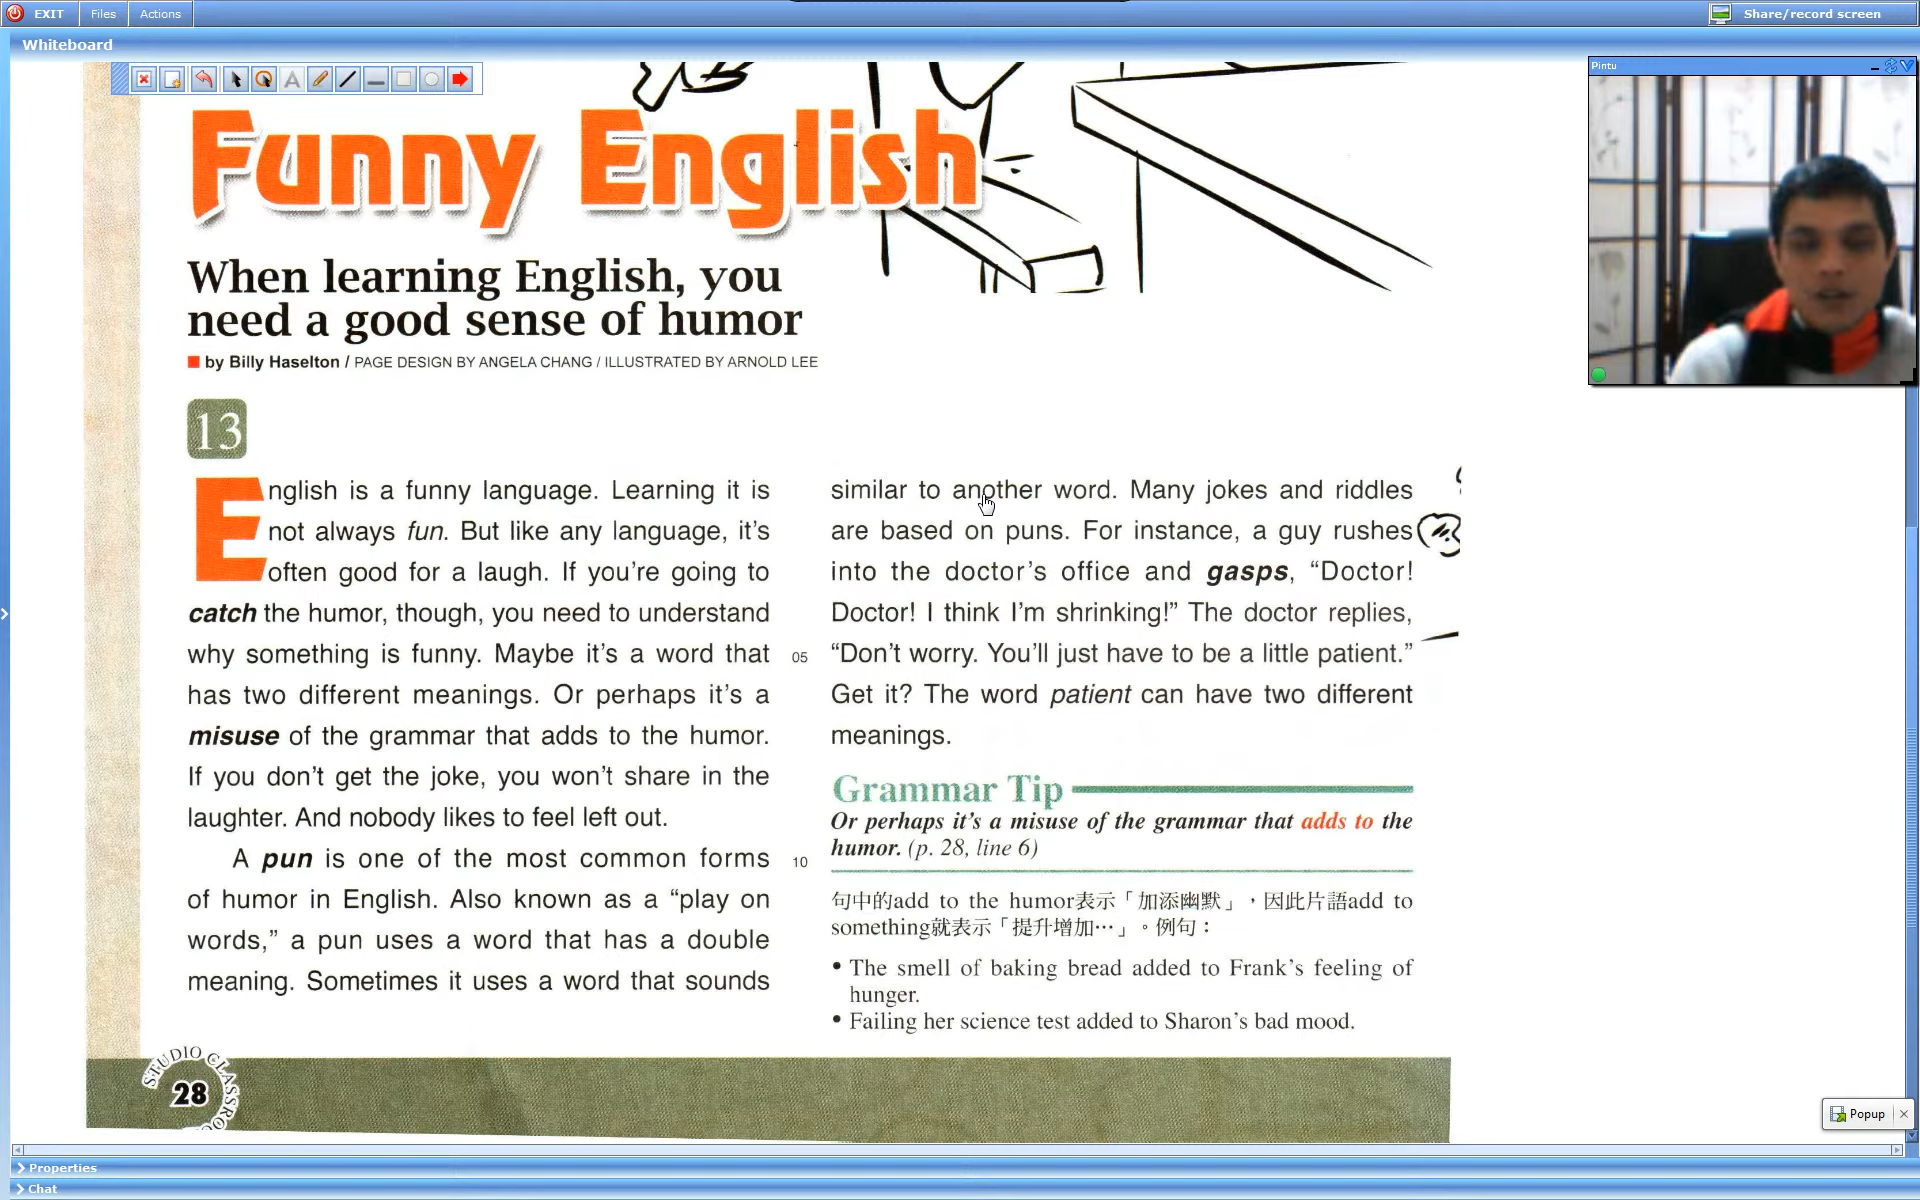 EXIT Files Actions Share/record screen
Whiteboard
Pintu
Funny English
When learning English, you
need a good sense of humor
by Billy Haselton / PAGE DESIGN BY ANGELA CHANG / ILLUSTRATED BY ARNOLD LEE
13
English is a funny language. Learning it is
not always fun. But like any language, it's
often good for a laugh. If you're going to
catch the humor, though, you need to understand
why something is funny. Maybe it's a word that 05
has two different meanings. Or perhaps it's a
misuse of the grammar that adds to the humor.
If you don't get the joke, you won't share in the
laughter. And nobody likes to feel left out.
A pun is one of the most common forms 10
of humor in English. Also known as a “play on
words,” a pun uses a word that has a double
meaning. Sometimes it uses a word that sounds
similar to another word. Many jokes and riddles
are based on puns. For instance, a guy rushes
into the doctor's office and gasps, “Doctor!
Doctor! I think I'm shrinking!” The doctor replies,
“Don't worry. You'll just have to be a little patient.”
Get it? The word patient can have two different
meanings.
Grammar Tip
Or perhaps it's a misuse of the grammar that adds to the
humor. (p. 28, line 6)
句中的add to the humor表示「加添幽默」，因此片語add to
something就表示「提升增加…」。例句：
• The smell of baking bread added to Frank's feeling of
hunger.
• Failing her science test added to Sharon's bad mood.
STUDIO CLASSROO
28
Popup
Properties
Chat